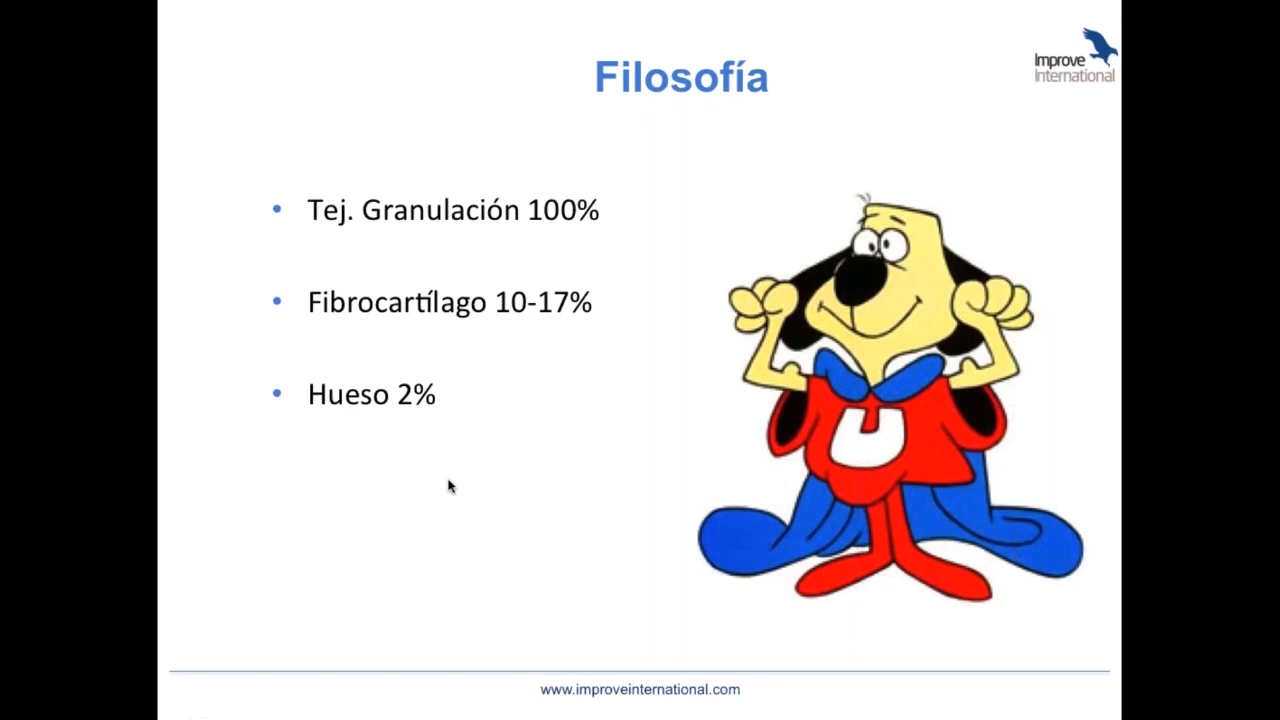 Filosofía
Improve
International
• Tej. Granulación 100%
• Fibrocartílago 10-17%
• Hueso 2%
U
www.improveinternational.com